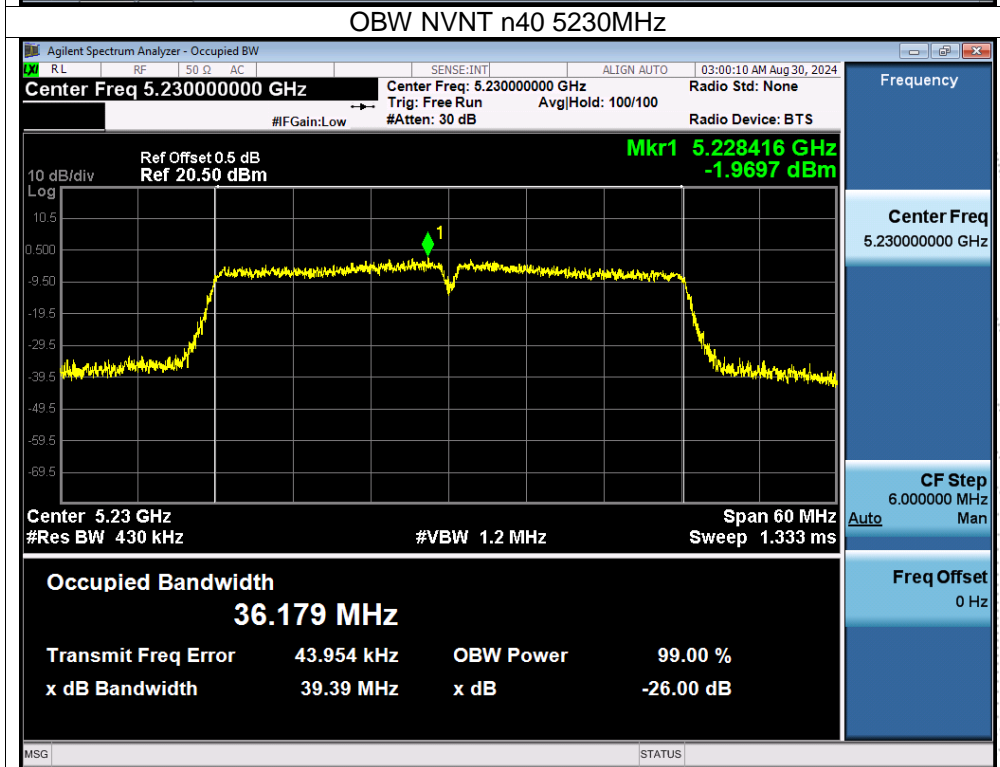 OBW NVNT n40 5230MHz
Agilent Spectrum Analyzer - Occupied BW
LXI RL RF 50 Ω AC SENSE:INT ALIGN AUTO 03:00:10 AM Aug 30, 2024
Center Freq 5.230000000 GHz
Center Freq: 5.230000000 GHz Radio Std: None
Trig: Free Run Avg|Hold: 100/100
#IFGain:Low #Atten: 30 dB Radio Device: BTS
Frequency
Mkr1 5.228416 GHz
-1.9697 dBm
Ref Offset 0.5 dB
10 dB/div Ref 20.50 dBm
Log
10.5
0.500
-9.50
-19.5
-29.5
-39.5
-49.5
-59.5
-69.5
1
Center Freq
5.230000000 GHz
CF Step
6.000000 MHz
Auto Man
Freq Offset
0 Hz
Center 5.23 GHz Span 60 MHz
#Res BW 430 kHz #VBW 1.2 MHz Sweep 1.333 ms
Occupied Bandwidth
36.179 MHz
Transmit Freq Error 43.954 kHz OBW Power 99.00 %
x dB Bandwidth 39.39 MHz x dB -26.00 dB
MSG STATUS